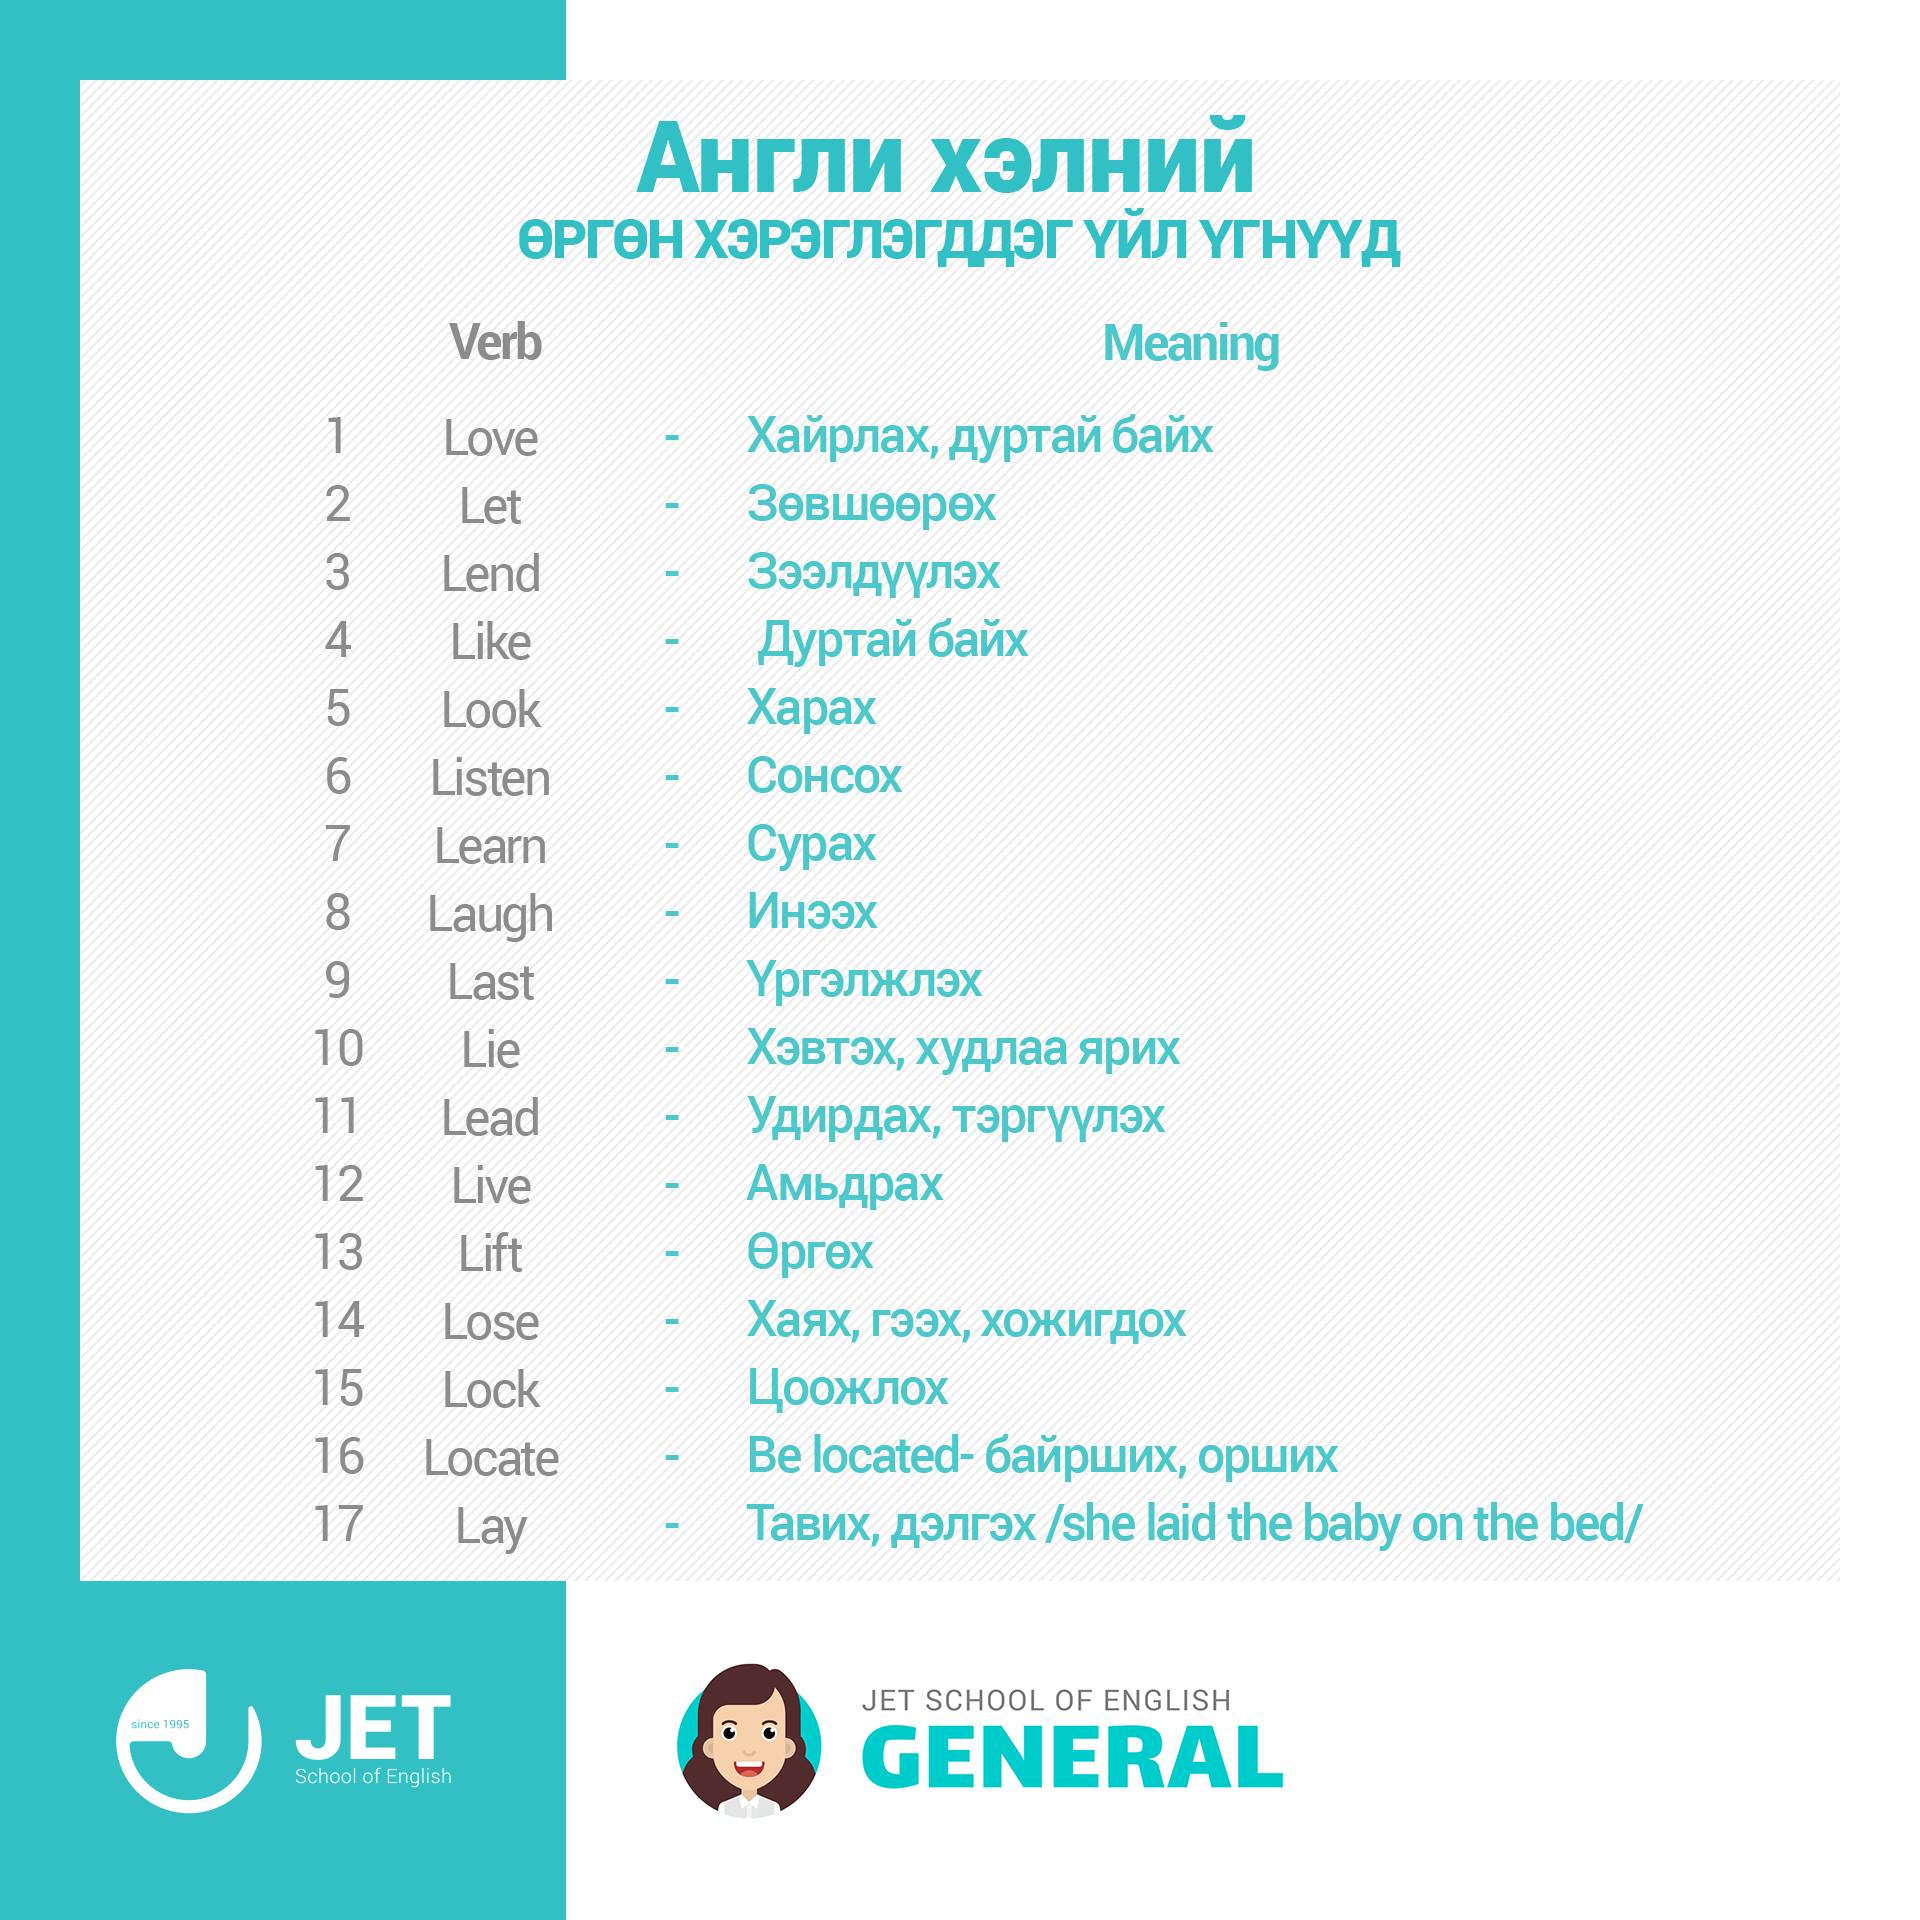 Англи хэлний
ӨРГӨН ХЭРЭГЛЭГДДЭГ ҮЙЛ ҮГНҮҮД
Verb Meaning
1 Love - Хайрлах, дуртай байх
2 Let - Зөвшөөрөх
3 Lend - Зээлдүүлэх
4 Like - Дуртай байх
5 Look - Харах
6 Listen - Сонсох
7 Learn - Сурах
8 Laugh - Инээх
9 Last - Үргэлжлэх
10 Lie - Хэвтэх, худлаа ярих
11 Lead - Удирдах, тэргүүлэх
12 Live - Амьдрах
13 Lift - Өргөх
14 Lose - Хаях, гээх, хожигдох
15 Lock - Цоожлох
16 Locate - Be located- байрших, орших
17 Lay - Тавих, дэлгэх /she laid the baby on the bed/
since 1995
JET
School of English
JET SCHOOL OF ENGLISH
GENERAL